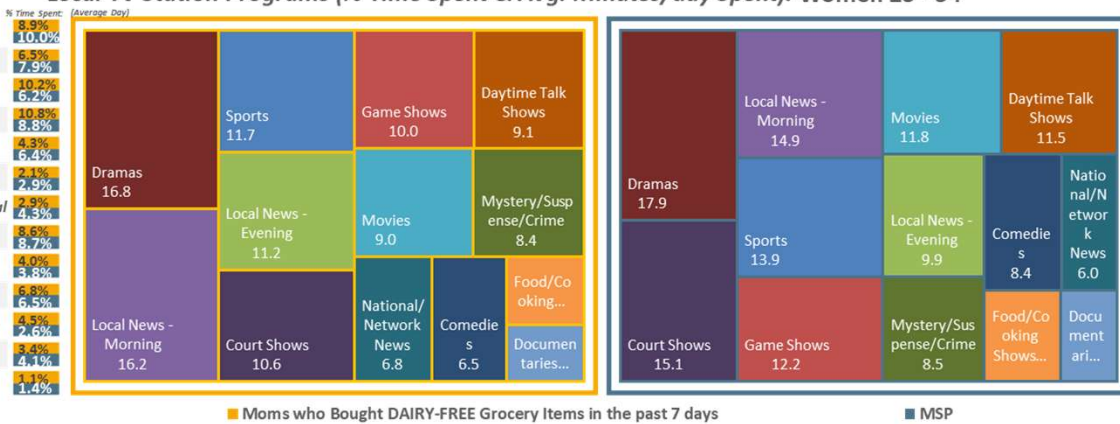 % Time Spent: (Average Day)
8.9%
10.0%
6.5%
7.9%
10.2%
6.2%
10.8%
8.8%
4.3%
6.4%
2.1%
2.9%
2.9%
4.3%
8.6%
8.7%
4.0%
3.8%
6.8%
6.5%
4.5%
2.6%
3.4%
4.1%
1.1%
1.4%
Dramas
16.8
Local News -
Morning
16.2
Sports
11.7
Local News -
Evening
11.2
Court Shows
10.6
Game Shows
10.0
Movies
9.0
National/
Network
News
6.8
Daytime Talk
Shows
9.1
Mystery/Susp
ense/Crime
8.4
Comedie
s
6.5
Food/Co
oking...
Documen
taries...
Dramas
17.9
Court Shows
15.1
Local News -
Morning
14.9
Sports
13.9
Game Shows
12.2
Movies
11.8
Daytime Talk
Shows
11.5
Local News -
Evening
9.9
Mystery/Sus
pense/Crime
8.5
Comedie
s
8.4
Natio
nal/N
etwor
k
News
6.0
Food/Co
oking
Shows...
Docu
ment
ari...
Moms who Bought DAIRY-FREE Grocery Items in the past 7 days
MSP